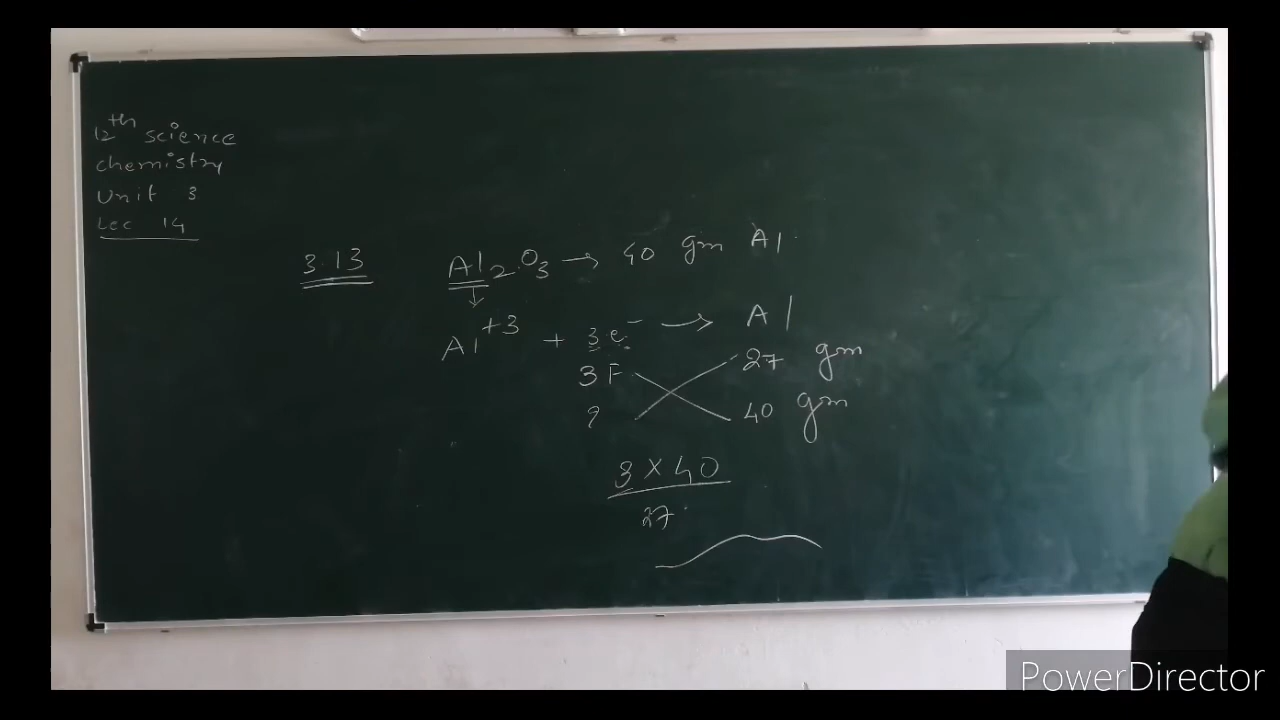 12th science
chemistry
Unit 3
Lec 14
3.13 Al2O3 → 40 gm Al
↓
Al+3 + 3e- → Al
3F 27 gm
? 40 gm
3 × 40
27
PowerDirector